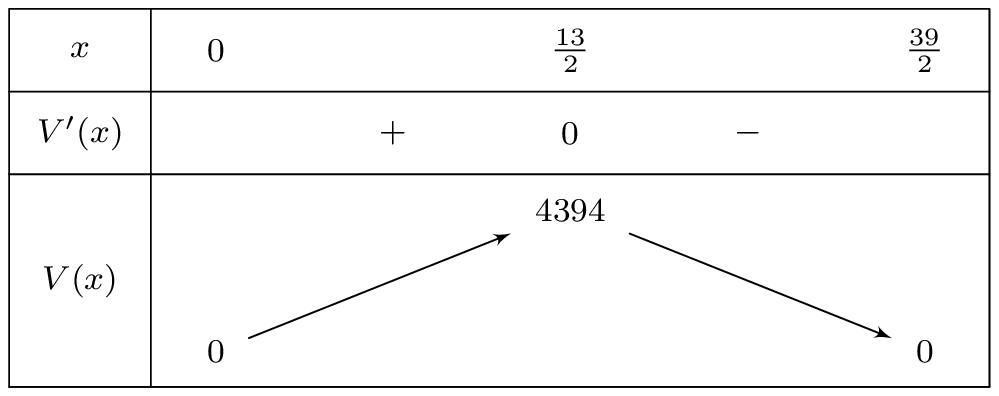 x 0 13/2 39/2
V′(x) + 0 −
4394
V(x)
0 0